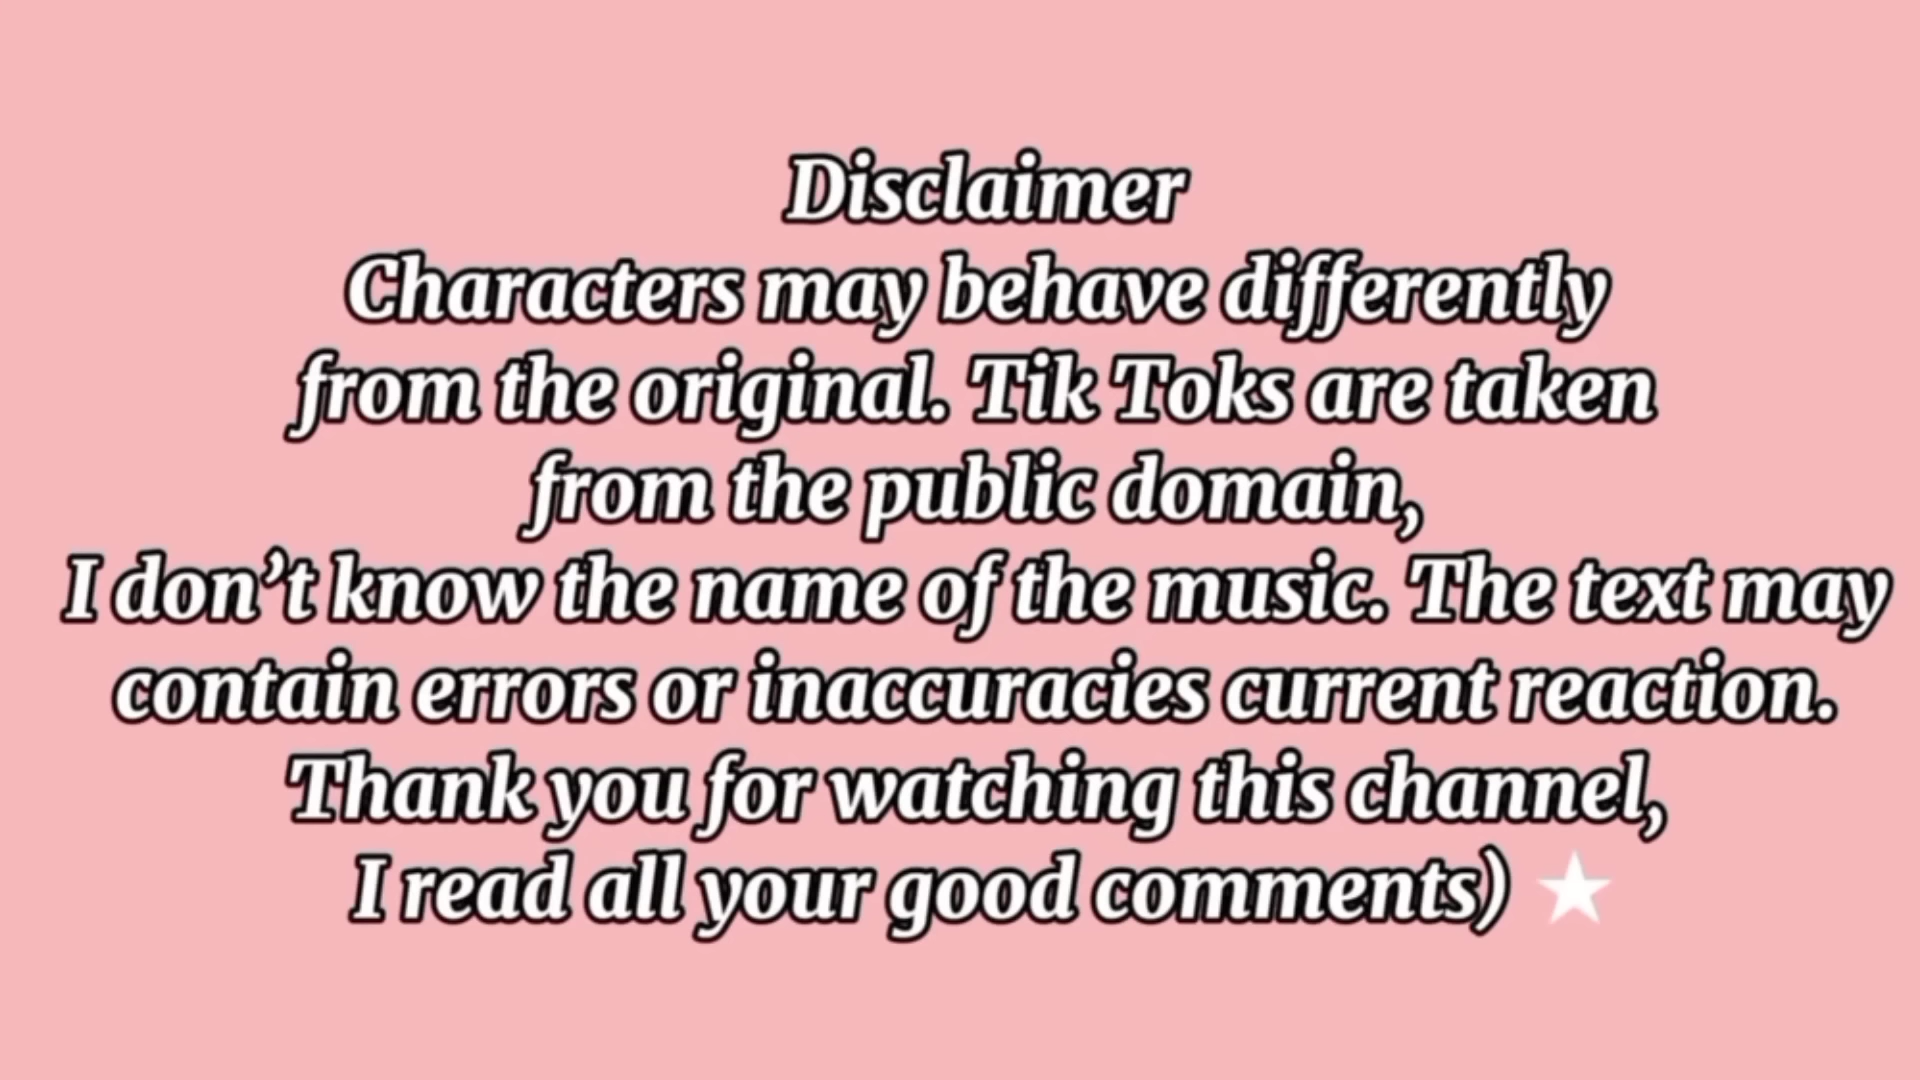 Disclaimer
Characters may behave differently
from the original. Tik Toks are taken
from the public domain,
I don’t know the name of the music. The text may
contain errors or inaccuracies current reaction.
Thank you for watching this channel,
I read all your good comments) ★